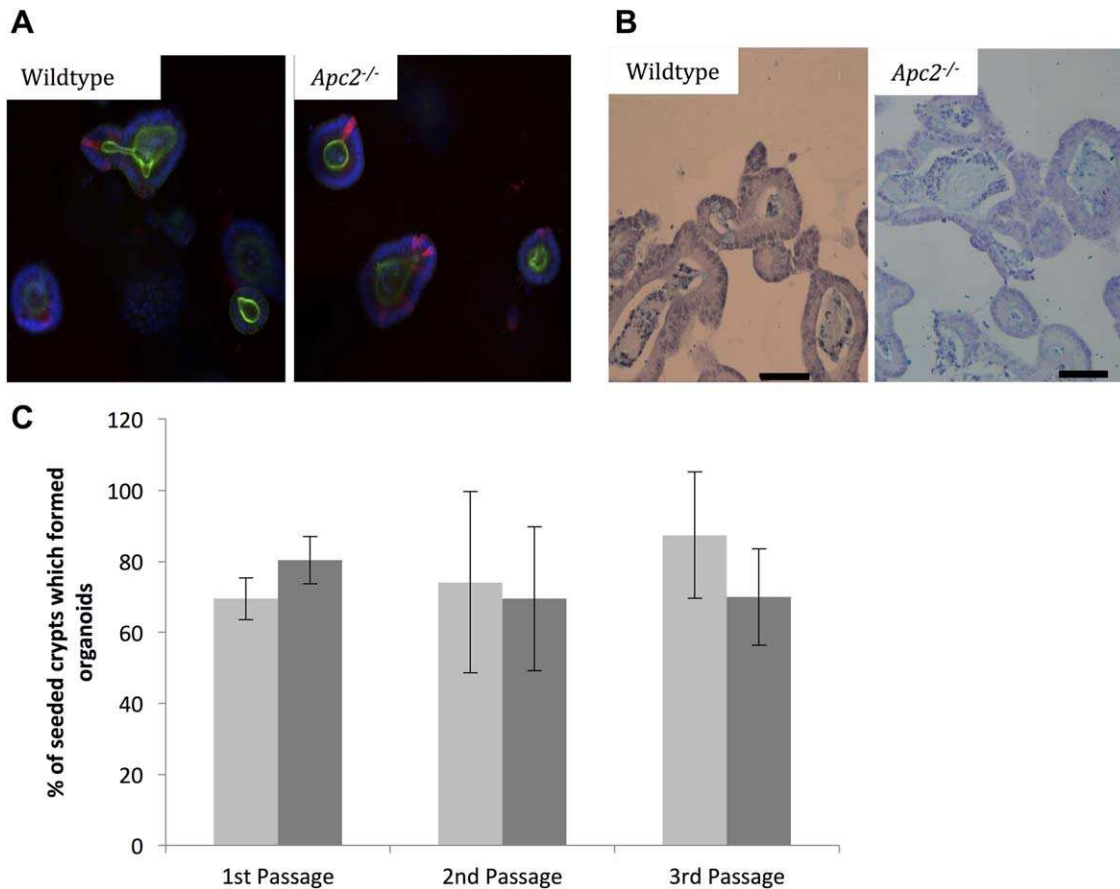 A
B
Wildtype
Apc2-/-
Wildtype
Apc2-/-
C
% of seeded crypts which formed
organoids
120
100
80
60
40
20
0
1st Passage
2nd Passage
3rd Passage